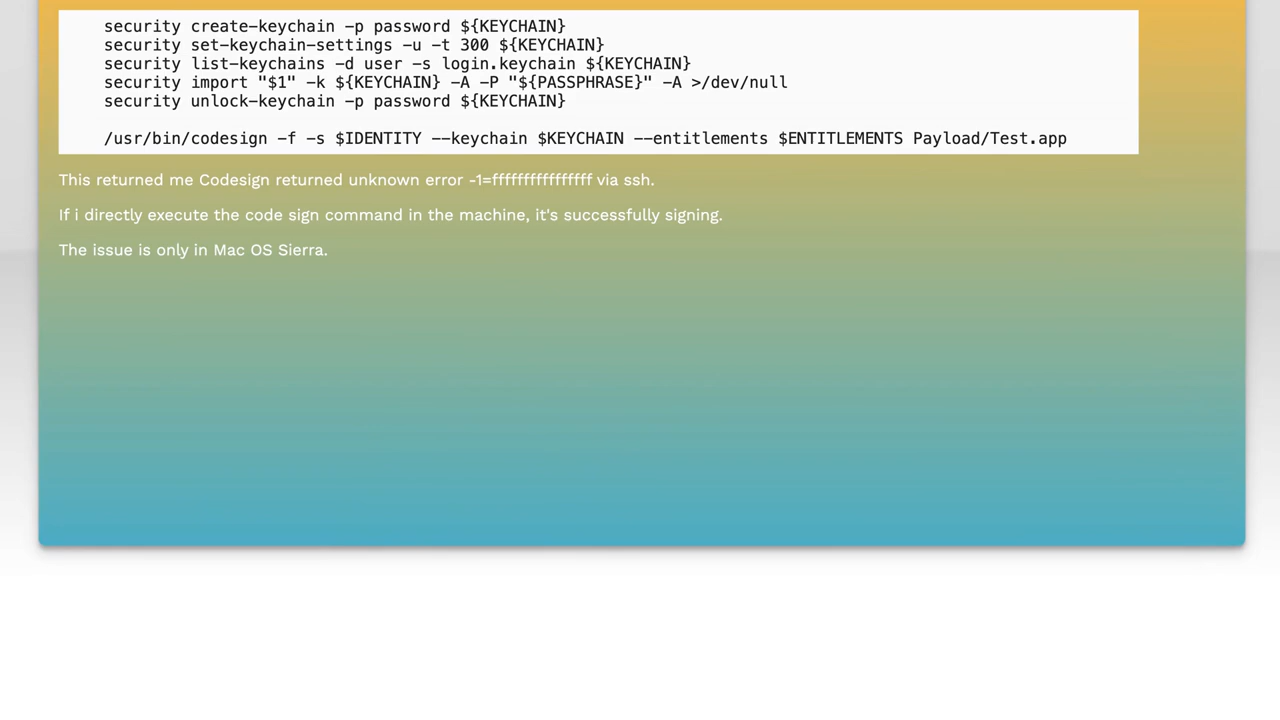 security create-keychain -p password ${KEYCHAIN}
security set-keychain-settings -u -t 300 ${KEYCHAIN}
security list-keychains -d user -s login.keychain ${KEYCHAIN}
security import "$1" -k ${KEYCHAIN} -A -P "${PASSPHRASE}" -A >/dev/null
security unlock-keychain -p password ${KEYCHAIN}
/usr/bin/codesign -f -s $IDENTITY --keychain $KEYCHAIN --entitlements $ENTITLEMENTS Payload/Test.app
This returned me Codesign returned unknown error -1=ffffffffffffffff via ssh.
If i directly execute the code sign command in the machine, it's successfully signing.
The issue is only in Mac OS Sierra.